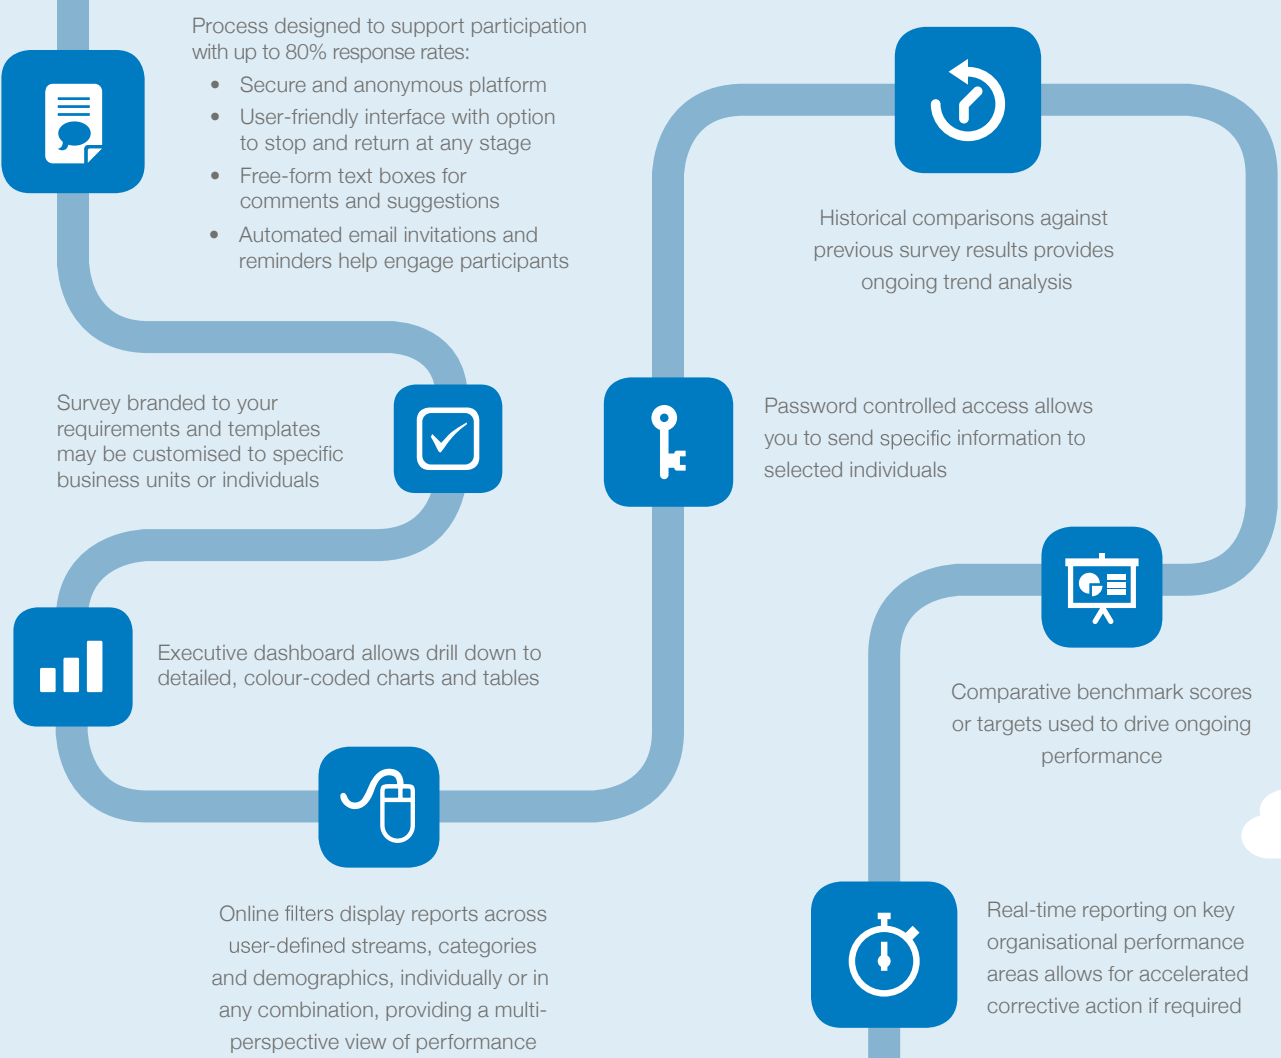 Process designed to support participation
with up to 80% response rates:
• Secure and anonymous platform
• User-friendly interface with option
to stop and return at any stage
• Free-form text boxes for
comments and suggestions
• Automated email invitations and
reminders help engage participants
Survey branded to your
requirements and templates
may be customised to specific
business units or individuals
Executive dashboard allows drill down to
detailed, colour-coded charts and tables
Online filters display reports across
user-defined streams, categories
and demographics, individually or in
any combination, providing a multi-
perspective view of performance
Password controlled access allows
you to send specific information to
selected individuals
Historical comparisons against
previous survey results provides
ongoing trend analysis
Comparative benchmark scores
or targets used to drive ongoing
performance
Real-time reporting on key
organisational performance
areas allows for accelerated
corrective action if required